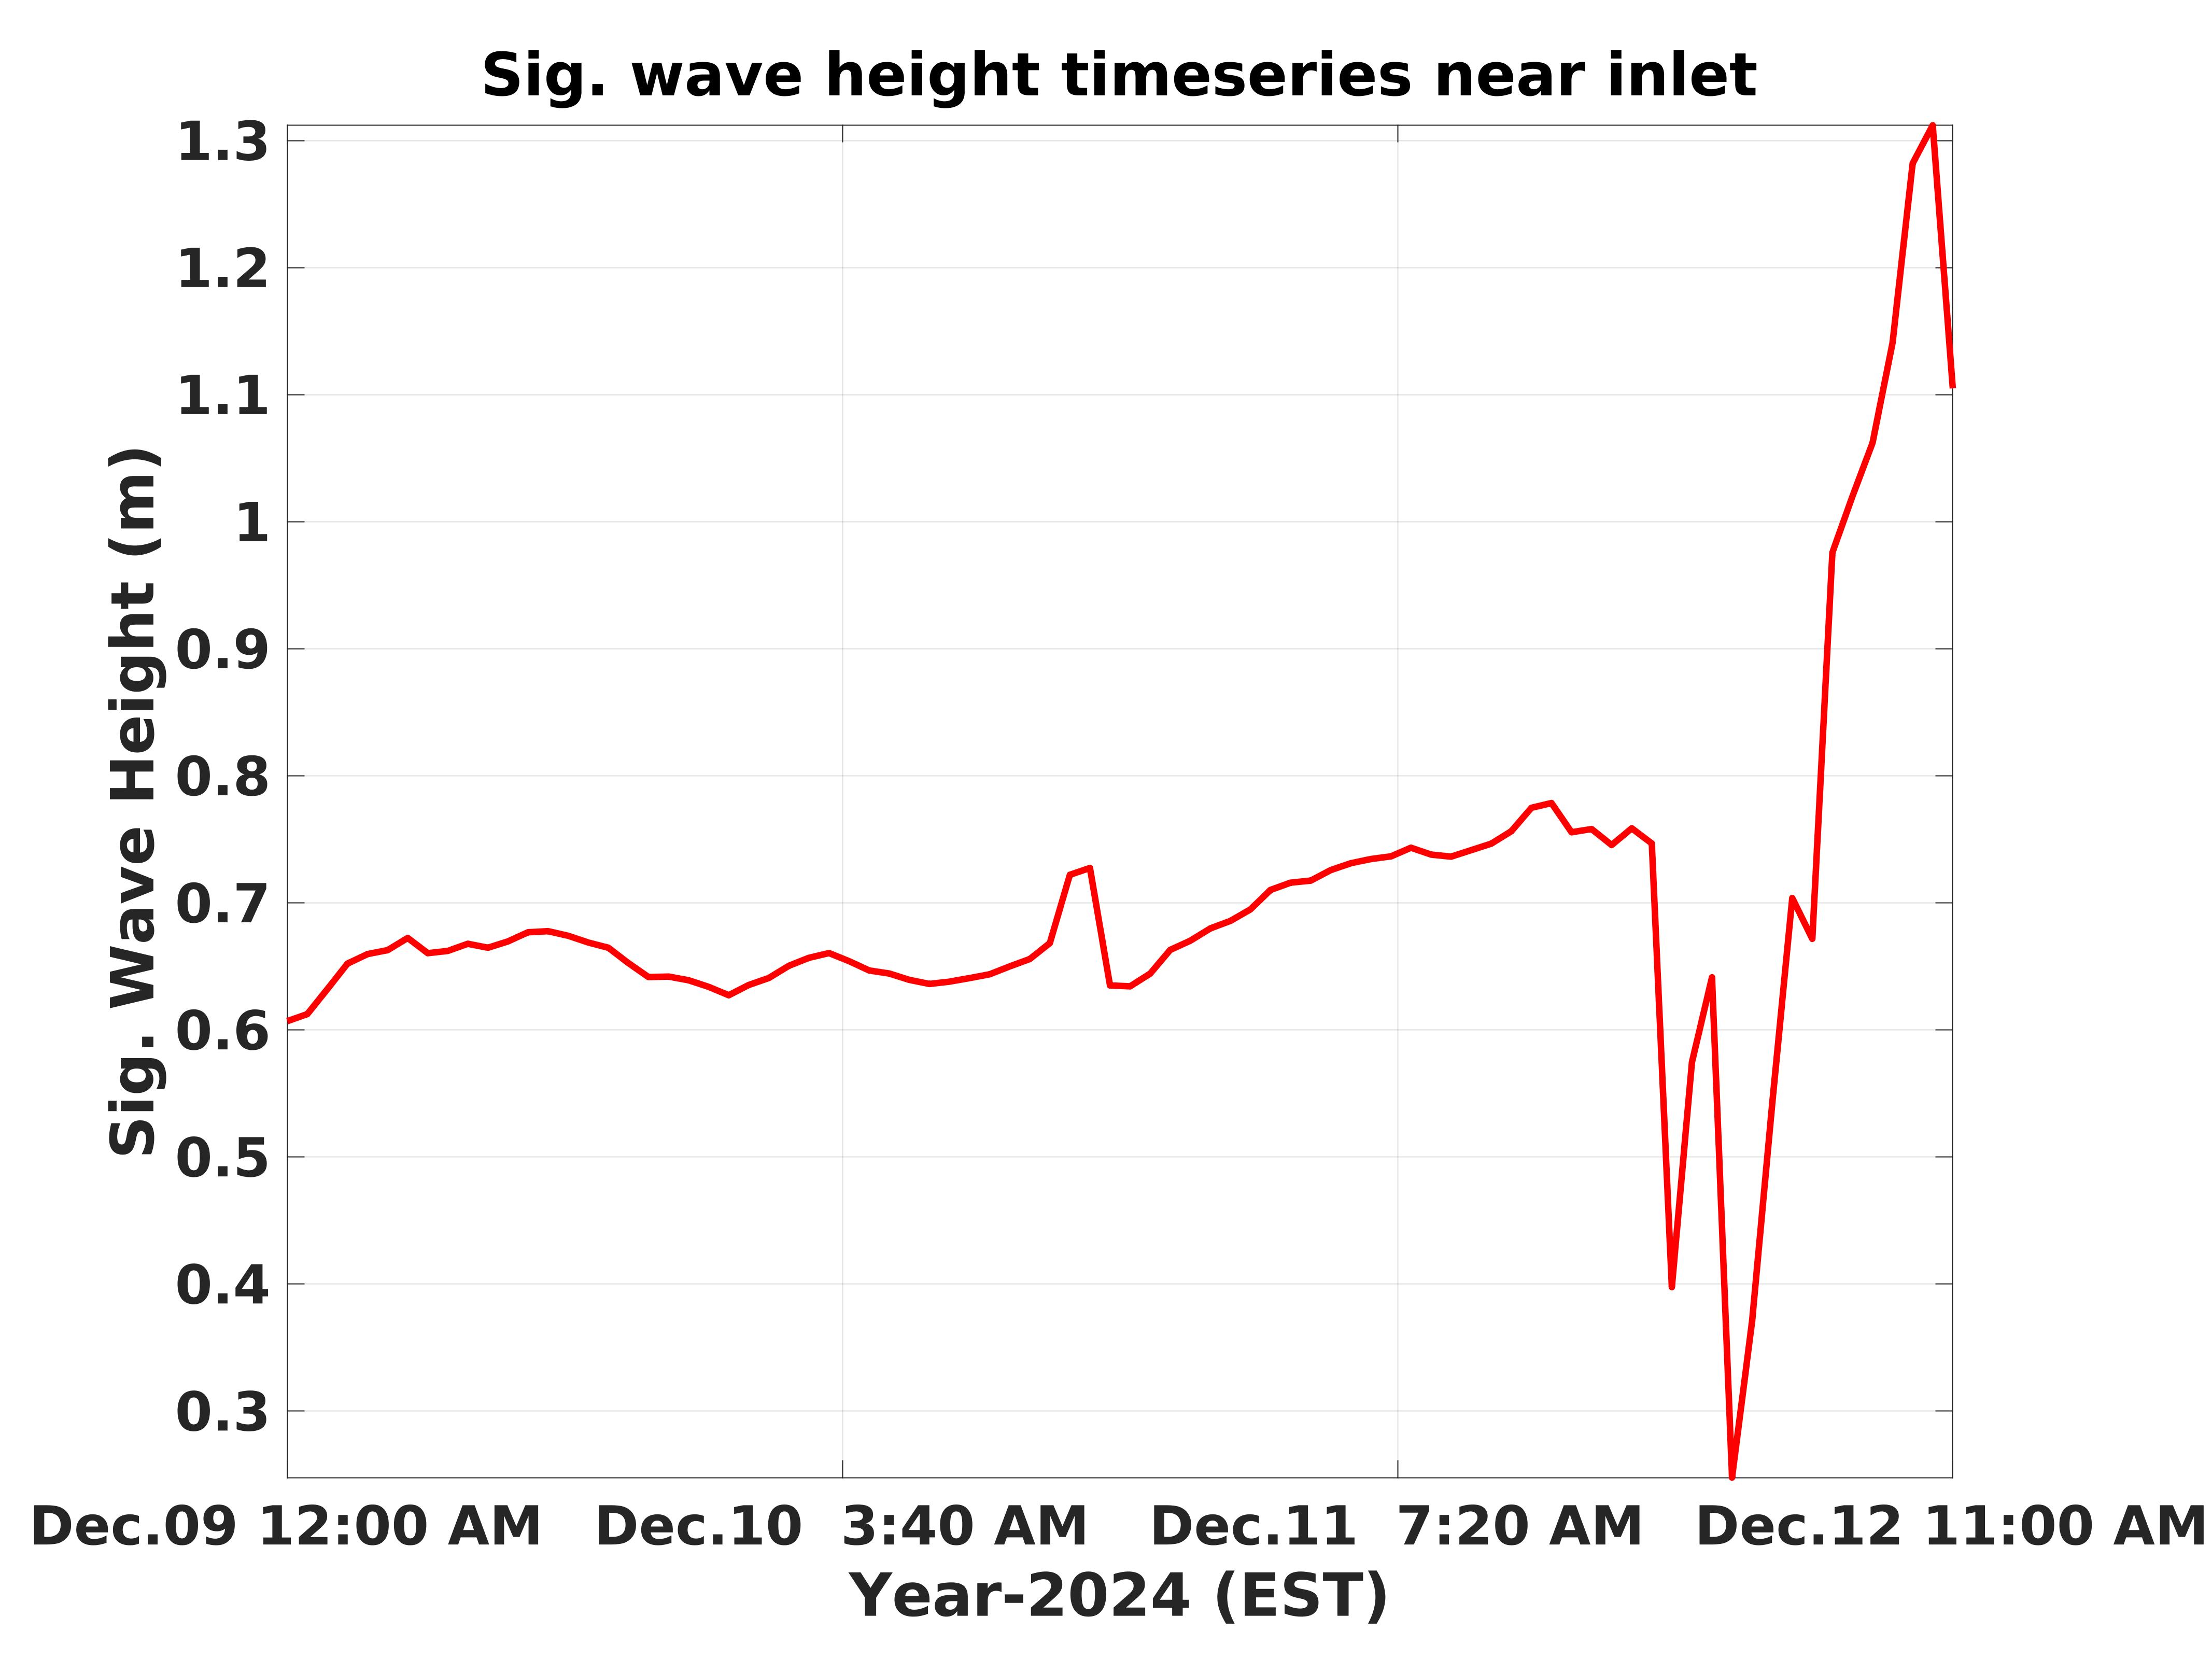 Sig. wave height timeseries near inlet
1.3
1.2
1.1
1
0.9
0.8
0.7
0.6
0.5
0.4
0.3
Sig. Wave Height (m)
Dec.09 12:00 AM Dec.10 3:40 AM Dec.11 7:20 AM Dec.12 11:00 AM
Year-2024 (EST)